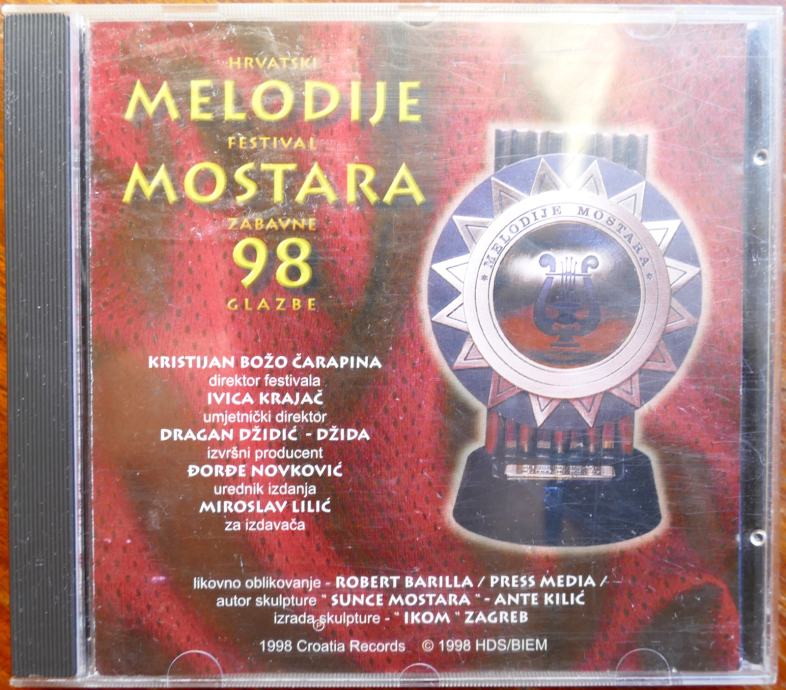 HRVATSKI
MELODIJE
FESTIVAL
MOSTARA
ZABAVNE
98
GLAZBE
* MELODIJE MOSTARA *
KRISTIJAN BOŽO ČARAPINA
direktor festivala
IVICA KRAJAČ
umjetnički direktor
DRAGAN DŽIDIĆ - DŽIDA
izvršni producent
ĐORĐE NOVKOVIĆ
urednik izdanja
MIROSLAV LILIĆ
za izdavača
likovno oblikovanje - ROBERT BARILLA / PRESS MEDIA /
autor skulpture " SUNCE MOSTARA " - ANTE KILIĆ
izrada skulpture - " IKOM " ZAGREB
℗
1998 Croatia Records © 1998 HDS/BIEM